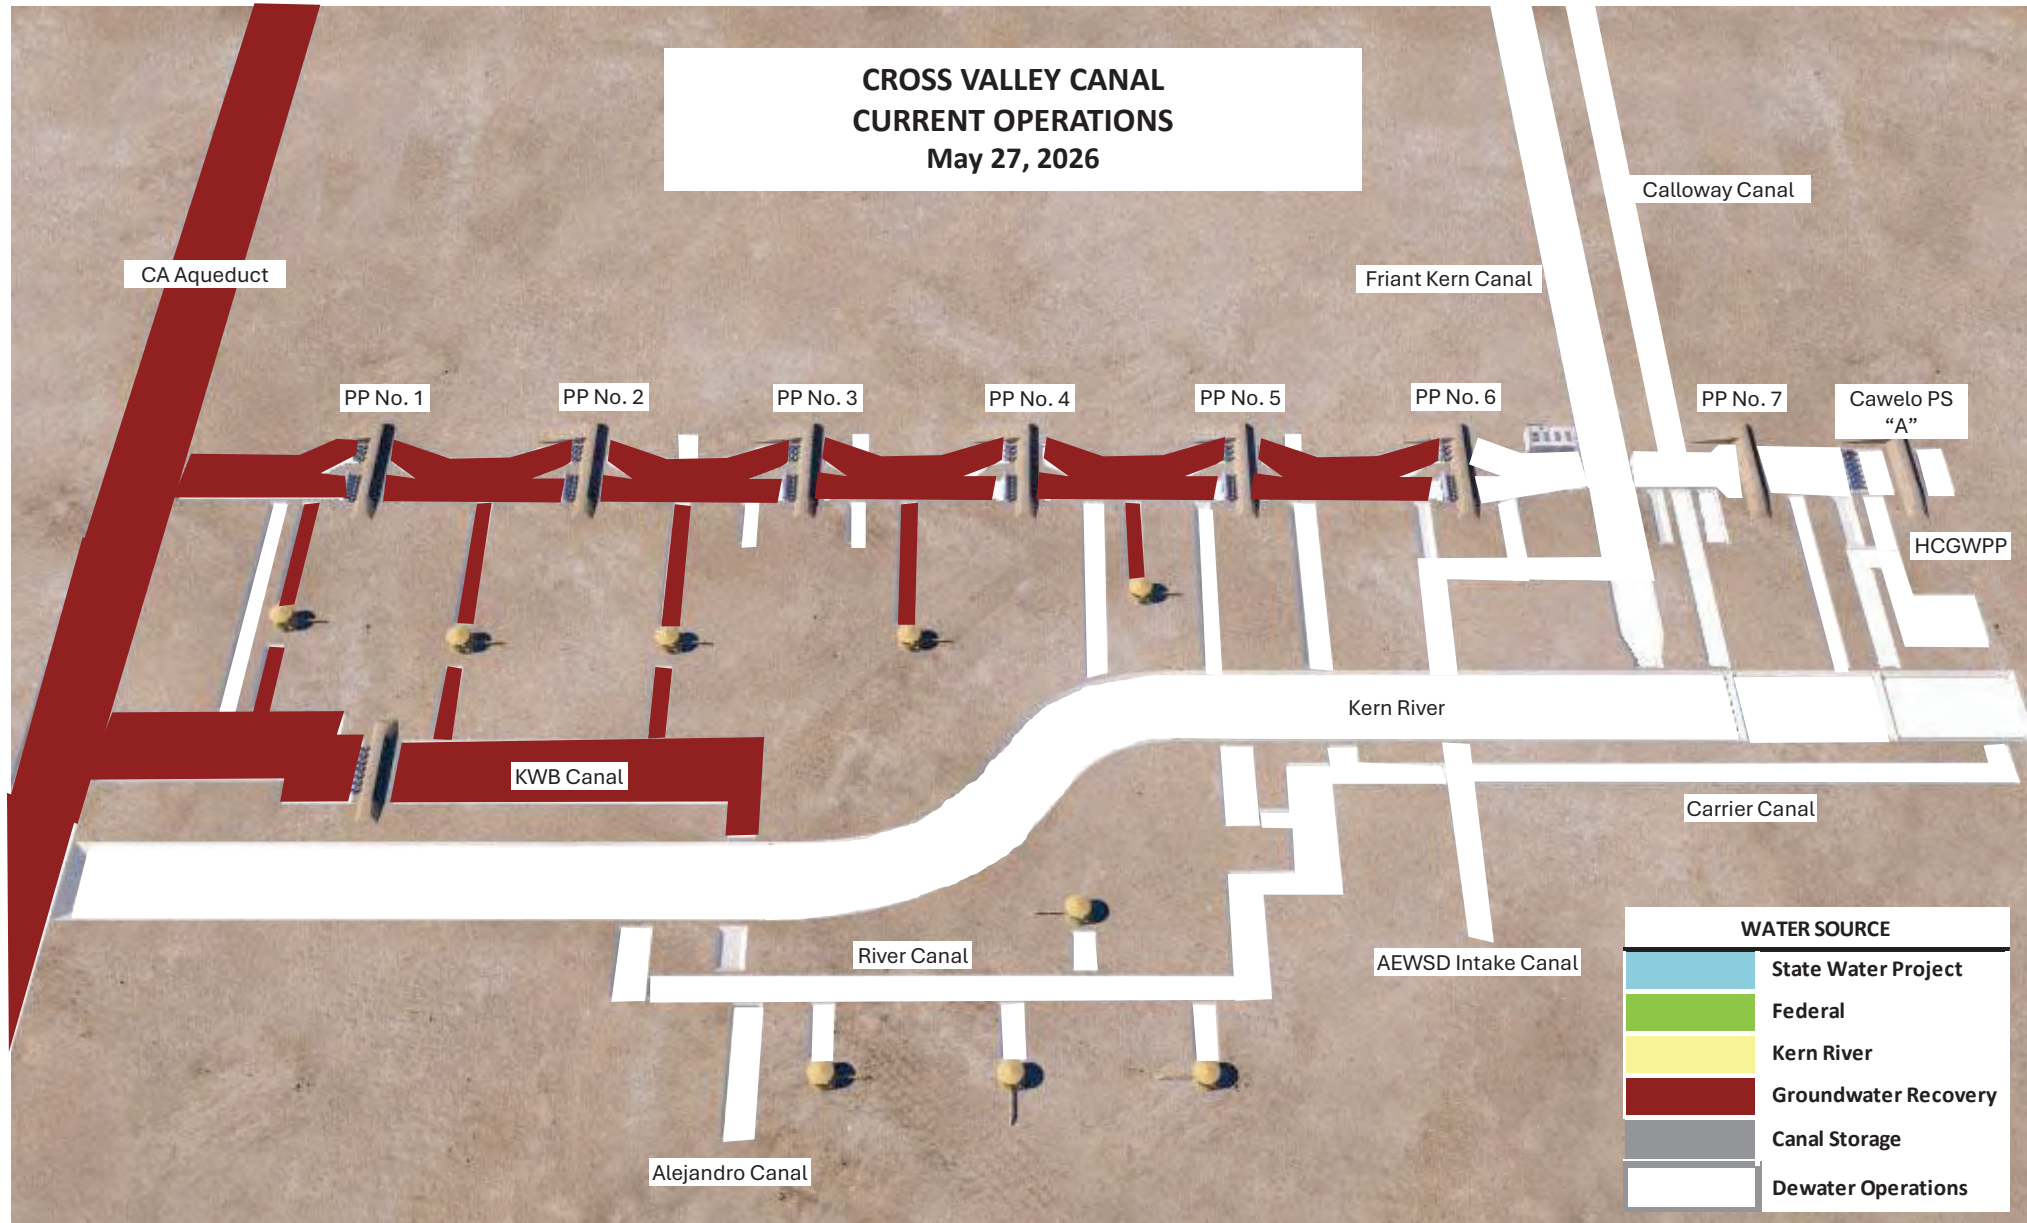 CROSS VALLEY CANAL
CURRENT OPERATIONS
May 27, 2026
Calloway Canal
CA Aqueduct
Friant Kern Canal
PP No. 1
PP No. 2
PP No. 3
PP No. 4
PP No. 5
PP No. 6
PP No. 7
Cawelo PS
“A”
HCGWPP
Kern River
KWB Canal
Carrier Canal
River Canal
AEWSD Intake Canal
Alejandro Canal
WATER SOURCE
State Water Project
Federal
Kern River
Groundwater Recovery
Canal Storage
Dewater Operations